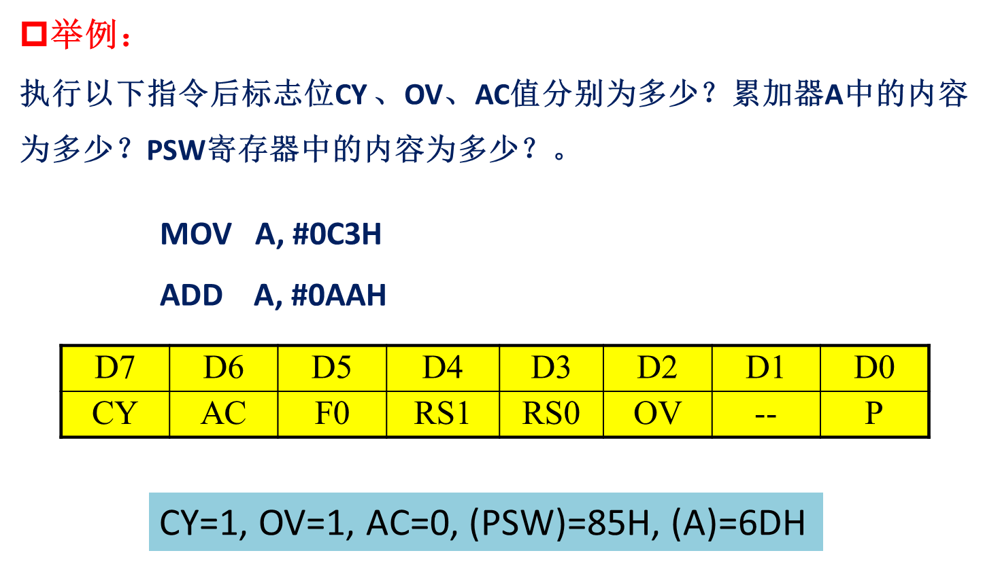 举例：
执行以下指令后标志位CY、OV、AC值分别为多少？累加器A中的内容
为多少？PSW寄存器中的内容为多少？。
MOV A, #0C3H
ADD A, #0AAH
D7 D6 D5 D4 D3 D2 D1 D0
CY AC F0 RS1 RS0 OV -- P
CY=1, OV=1, AC=0, (PSW)=85H, (A)=6DH